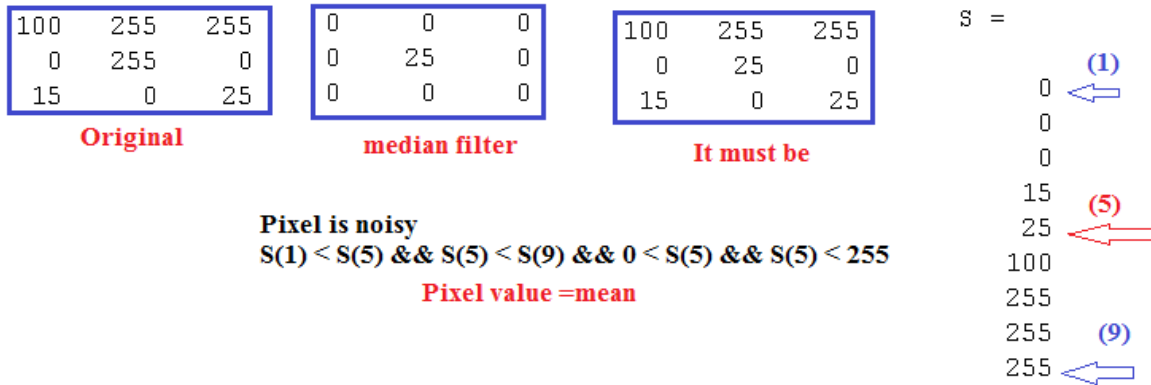 100 255 255
0 255 0
15 0 25
Original
0 0 0
0 25 0
0 0 0
median filter
100 255 255
0 25 0
15 0 25
It must be
Pixel is noisy
S(1) < S(5) && S(5) < S(9) && 0 < S(5) && S(5) < 255
Pixel value =mean
S =
(1)
0
0
0
15
(5)
25
100
255
255 (9)
255